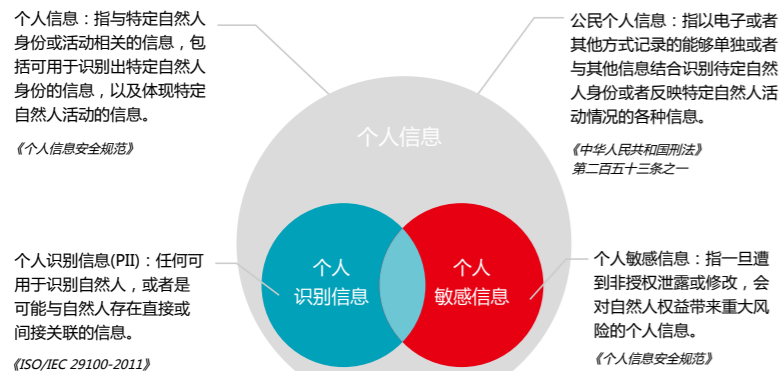 个人信息：指与特定自然人
身份或活动相关的信息，包
括可用于识别出特定自然人
身份的信息，以及体现特定
自然人活动的信息。
《个人信息安全规范》
公民个人信息：指以电子或者
其他方式记录的能够单独或者
与其他信息结合识别待定自然
人身份或者反映特定自然人活
动情况的各种信息。
《中华人民共和国刑法》
第二百五十三条之一
个人信息
个人识别信息(PII)：任何可
用于识别自然人，或者是
可能与自然人存在直接或
间接关联的信息。
《ISO/IEC 29100-2011》
个人
识别信息
个人
敏感信息
个人敏感信息：指一旦遭
到非授权泄露或修改，会
对自然人权益带来重大风
险的个人信息。
《个人信息安全规范》